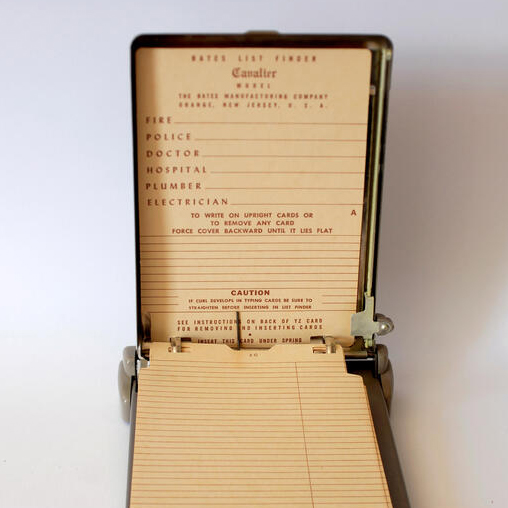 BATES LIST FINDER
Cavalier
MODEL
THE BATES MANUFACTURING COMPANY
ORANGE, NEW JERSEY, U. S. A.
FIRE
POLICE
DOCTOR
HOSPITAL
PLUMBER
ELECTRICIAN
A
TO WRITE ON UPRIGHT CARDS OR
TO REMOVE ANY CARD
FORCE COVER BACKWARD UNTIL IT LIES FLAT
CAUTION
IF CURL DEVELOPS IN TYPING CARDS BE SURE TO
STRAIGHTEN BEFORE INSERTING IN LIST FINDER
SEE INSTRUCTIONS ON BACK OF YZ CARD
FOR REMOVING AND INSERTING CARDS
INSERT THIS CARD UNDER SPRING